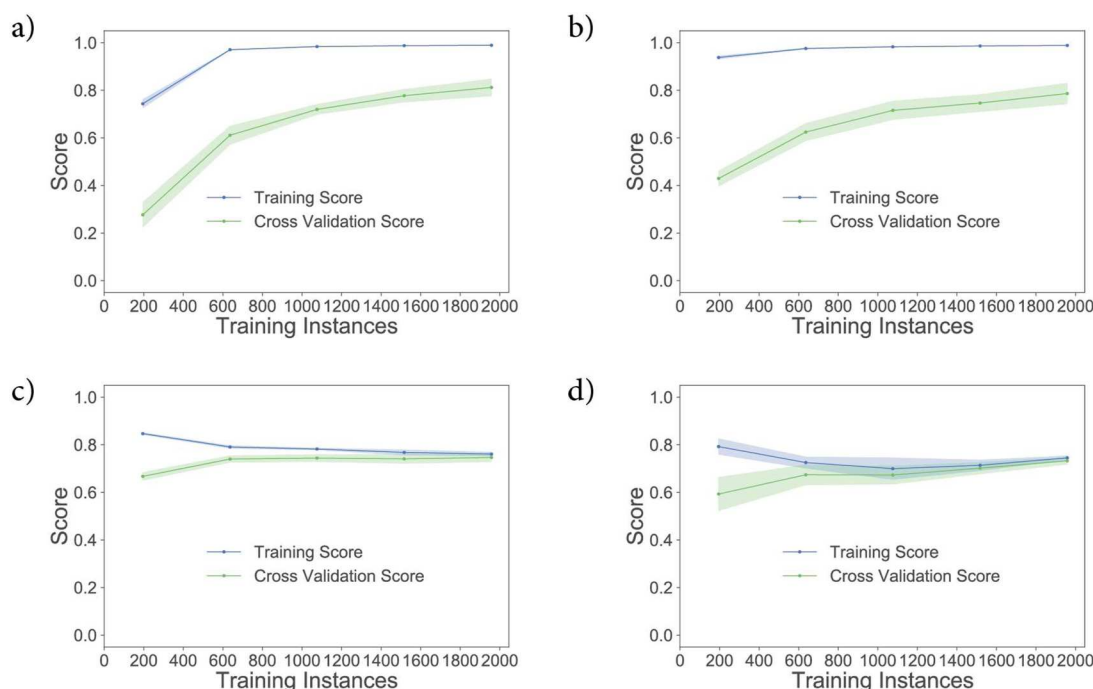 a)
1.0
0.8
0.6
0.4
0.2
0.0
Score
Training Score
Cross Validation Score
0 200 400 600 800 1000 1200 1400 1600 1800 2000
Training Instances
b)
1.0
0.8
0.6
0.4
0.2
0.0
Score
Training Score
Cross Validation Score
0 200 400 600 800 1000 1200 1400 1600 1800 2000
Training Instances
c)
1.0
0.8
0.6
0.4
0.2
0.0
Score
Training Score
Cross Validation Score
0 200 400 600 800 1000 1200 1400 1600 1800 2000
Training Instances
d)
1.0
0.8
0.6
0.4
0.2
0.0
Score
Training Score
Cross Validation Score
0 200 400 600 800 1000 1200 1400 1600 1800 2000
Training Instances